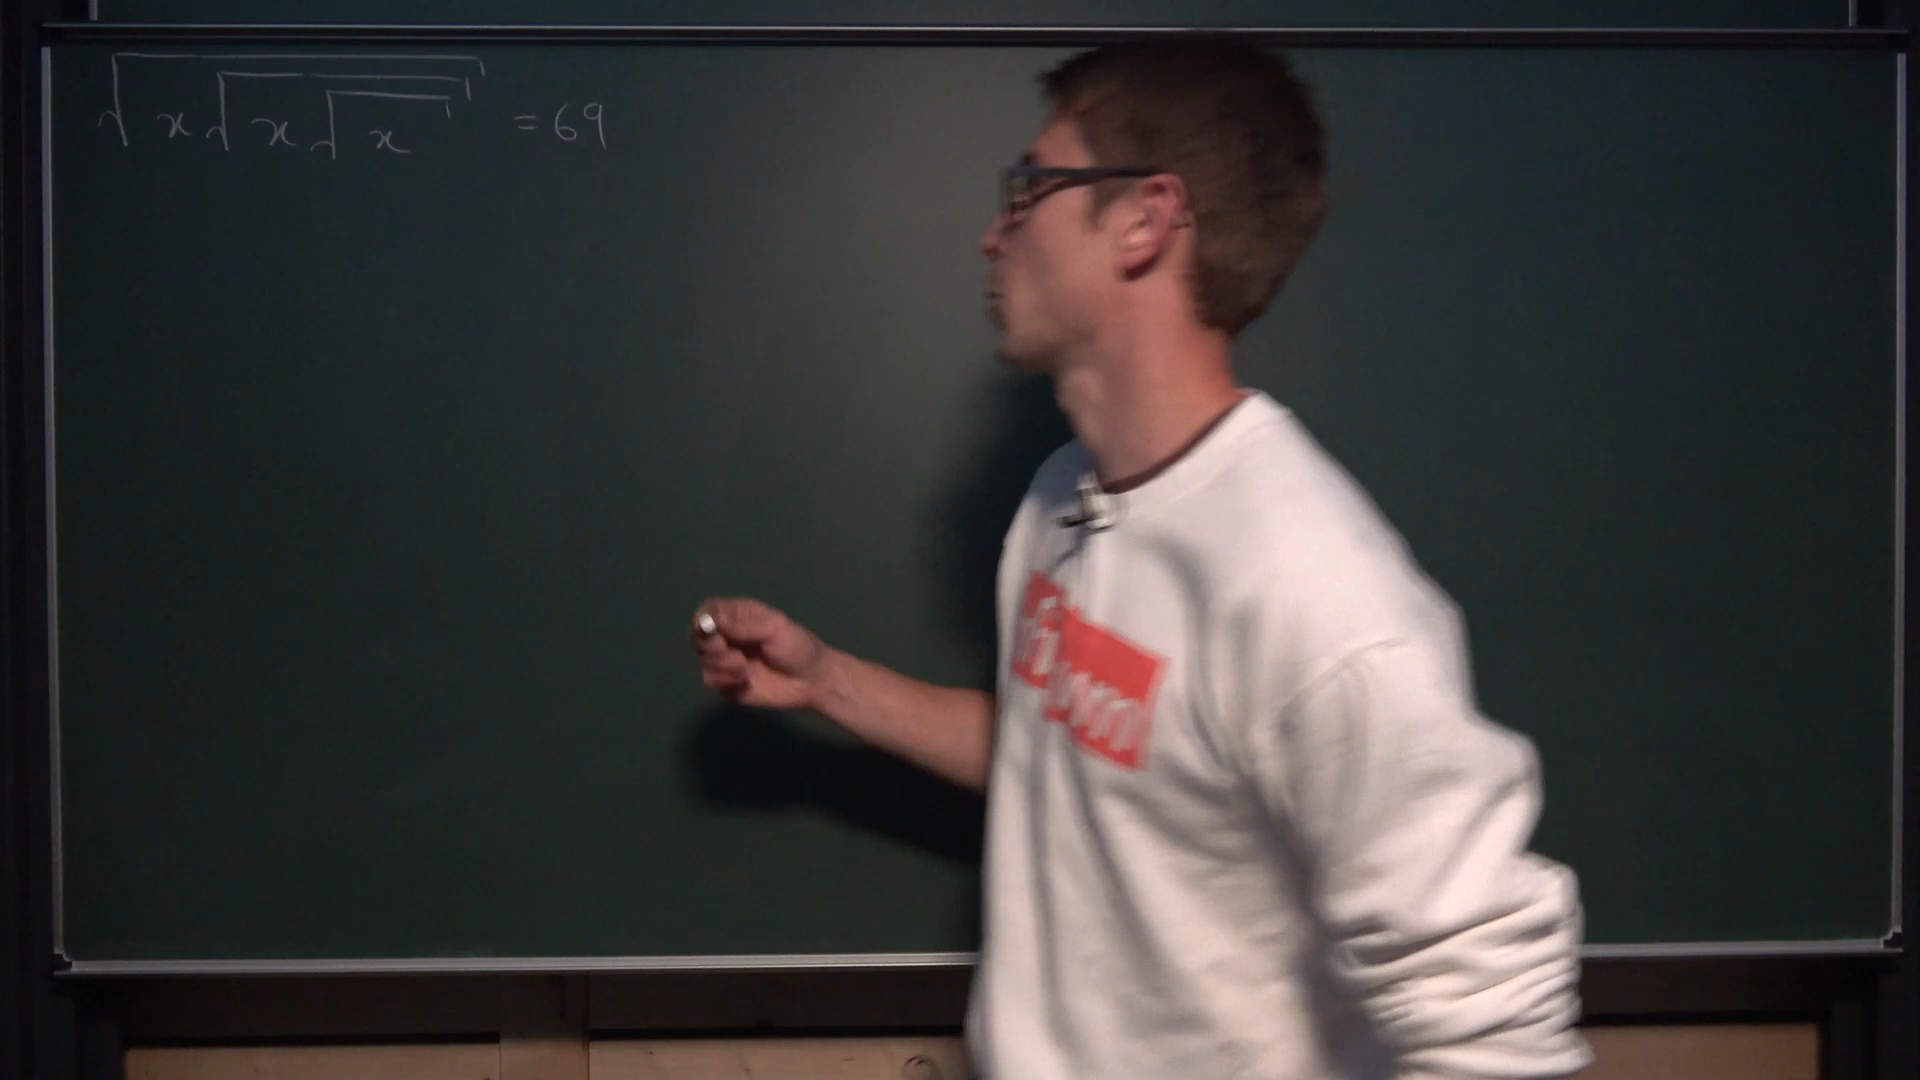 √(x√(x√x)) = 69